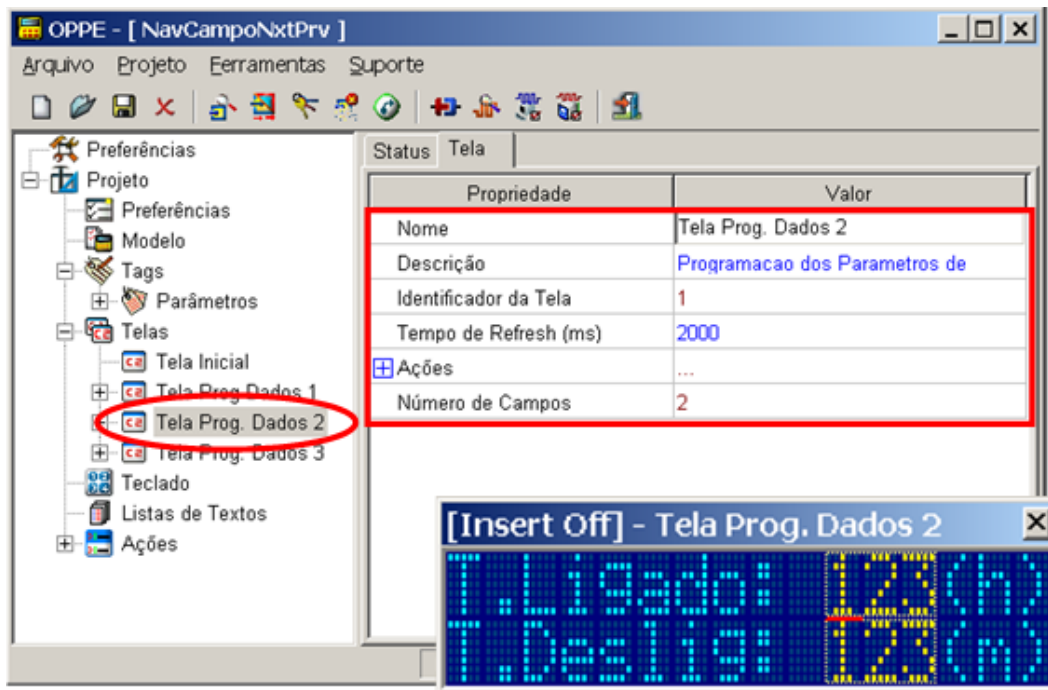 OPPE - [ NavCampoNxtPrv ]
Arquivo Projeto Ferramentas Suporte
Preferências
Projeto
Preferências
Modelo
Tags
Parâmetros
Telas
Tela Inicial
Tela Prog Dados 1
Tela Prog. Dados 2
Tela Prog. Dados 3
Teclado
Listas de Textos
Ações
Status Tela
Propriedade Valor
Nome Tela Prog. Dados 2
Descrição Programacao dos Parametros de
Identificador da Tela 1
Tempo de Refresh (ms) 2000
Ações ...
Número de Campos 2
[Insert Off] - Tela Prog. Dados 2
T.Ligado: 123(h)
T.Deslig: 123(m)